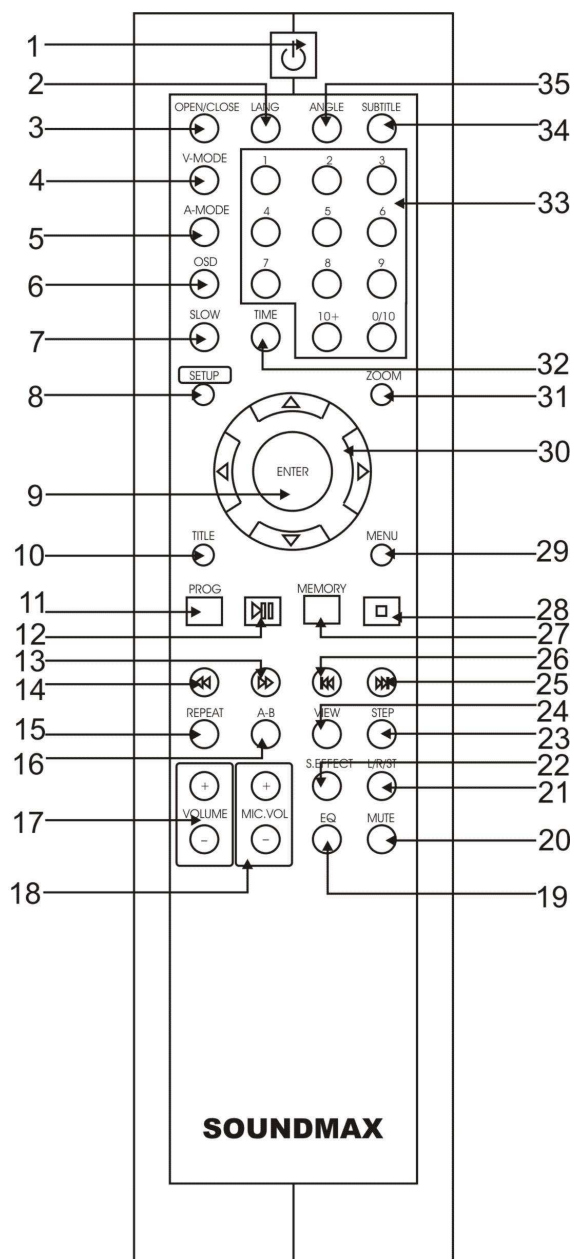 1
2
35
OPEN/CLOSE LANG ANGLE SUBTITLE
3
34
V-MODE 1 2 3
4
33
A-MODE 4 5 6
5
OSD 7 8 9
6
SLOW TIME 10+ 0/10
7
32
SETUP ZOOM
8
31
30
ENTER
9
TITLE MENU
10
29
PROG MEMORY
11
28
12
27
13
26
14
25
REPEAT A-B VIEW STEP
24
15
23
16
S.EFFECT L/R/ST
22
+ +
21
17
VOLUME MIC.VOL EQ MUTE
- -
20
18
19
SOUNDMAX